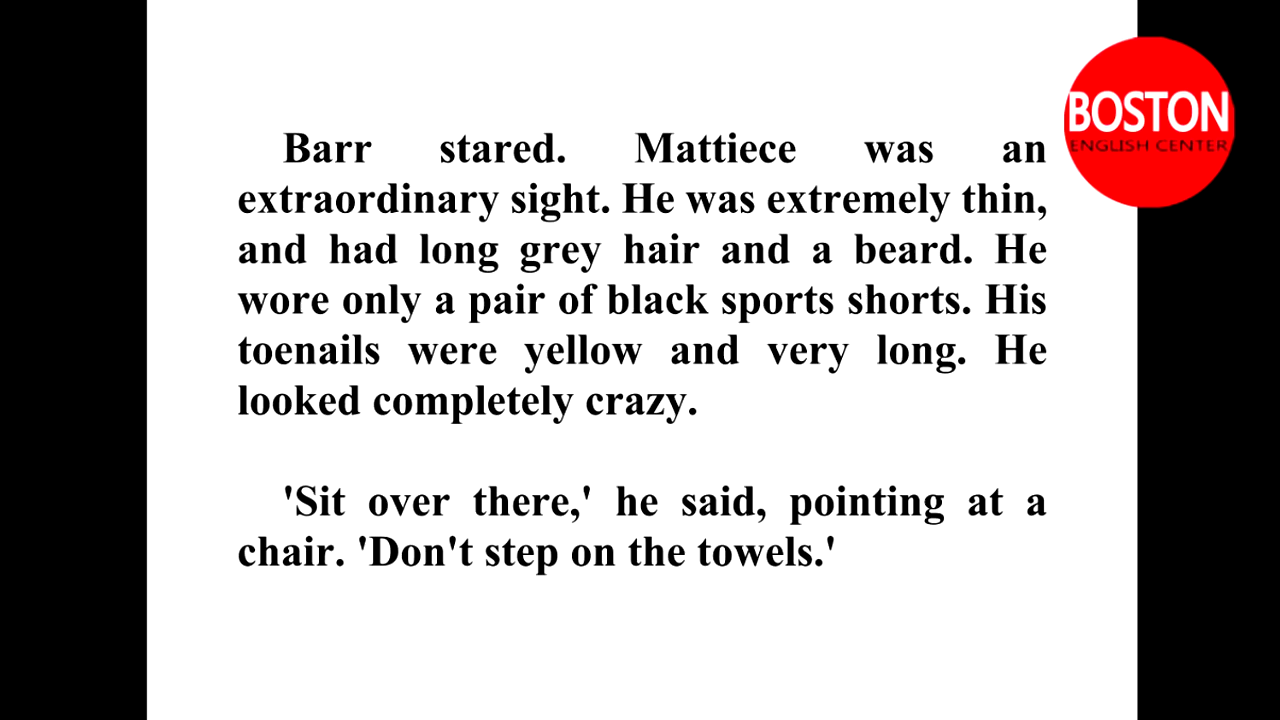 Barr stared. Mattiece was an
extraordinary sight. He was extremely thin,
and had long grey hair and a beard. He
wore only a pair of black sports shorts. His
toenails were yellow and very long. He
looked completely crazy.
'Sit over there,' he said, pointing at a
chair. 'Don't step on the towels.'
BOSTON
ENGLISH CENTER